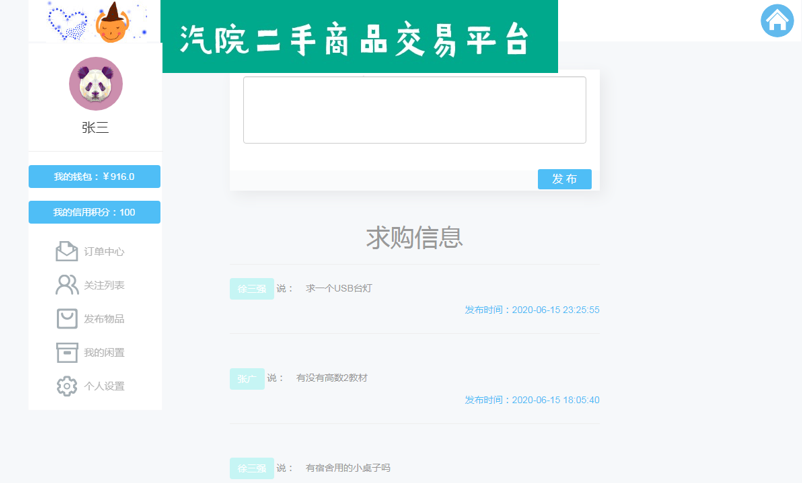 汽院二手商品交易平台
张三
我的钱包：￥916.0
我的信用积分：100
订单中心
关注列表
发布物品
我的闲置
个人设置
发 布
求购信息
徐三强 说： 求一个USB台灯
发布时间：2020-06-15 23:25:55
张广 说： 有没有高数2教材
发布时间：2020-06-15 18:05:40
徐三强 说： 有宿舍用的小桌子吗